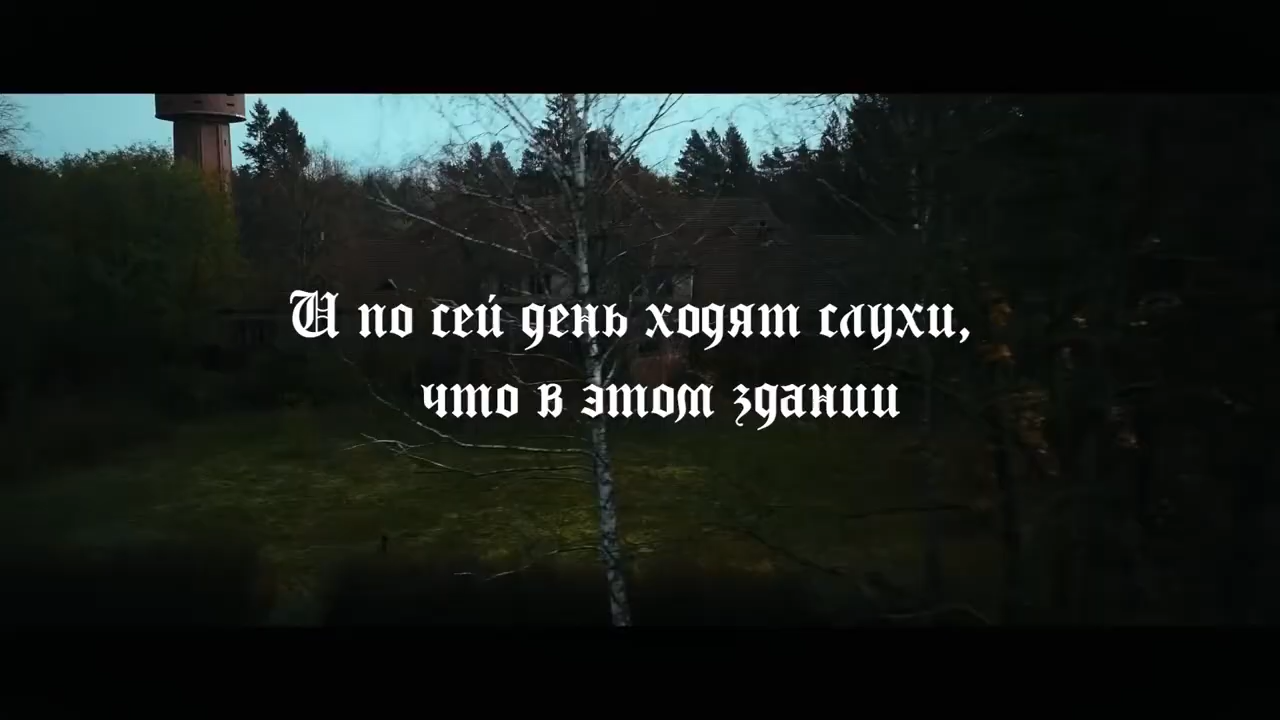 И по сей день ходят слухи,
что в этом здании